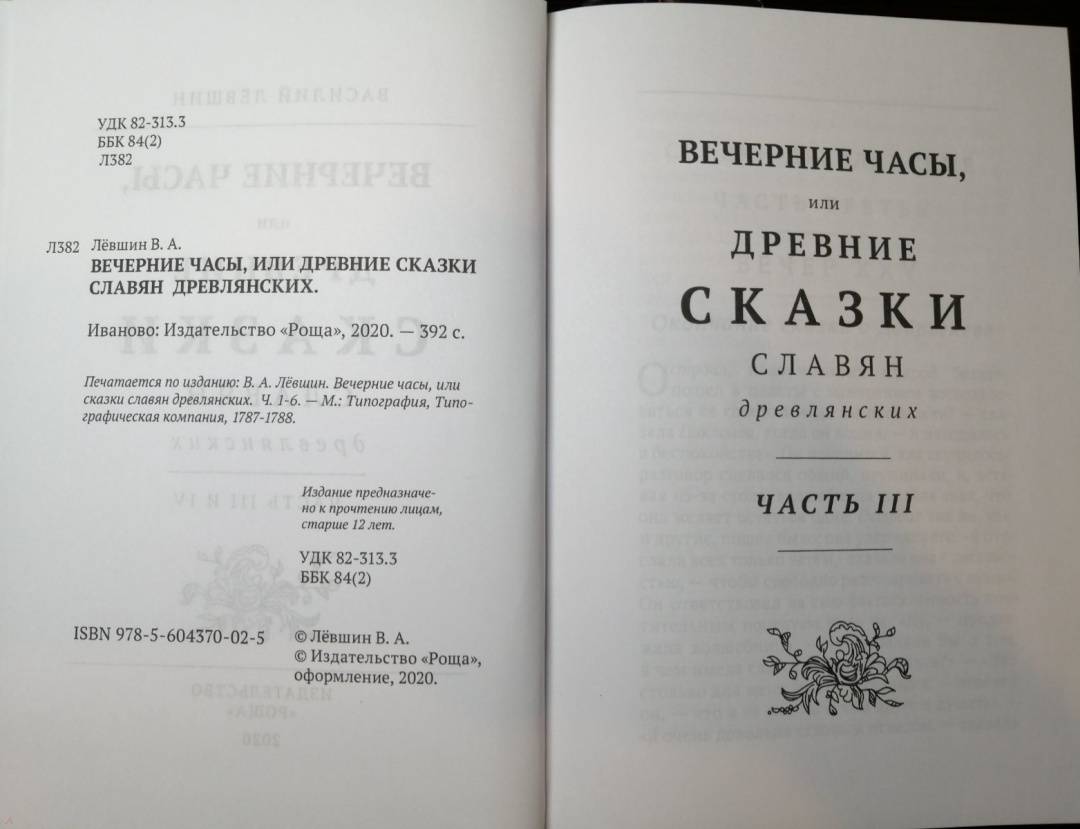 УДК 82-313.3
ББК 84(2)
Л382
Л382 Лёвшин В. А.
ВЕЧЕРНИЕ ЧАСЫ, ИЛИ ДРЕВНИЕ СКАЗКИ
СЛАВЯН ДРЕВЛЯНСКИХ.
Иваново: Издательство «Роща», 2020. — 392 с.
Печатается по изданию: В. А. Лёвшин. Вечерние часы, или
сказки славян древлянских. Ч. 1-6. — М.: Типография, Типо-
графическая компания, 1787-1788.
Издание предназначе-
но к прочтению лицам,
старше 12 лет.
УДК 82-313.3
ББК 84(2)
ISBN 978-5-604370-02-5
© Лёвшин В. А.
© Издательство «Роща»,
оформление, 2020.
ВЕЧЕРНИЕ ЧАСЫ,
или
ДРЕВНИЕ
СКАЗКИ
СЛАВЯН
древлянских
ЧАСТЬ III